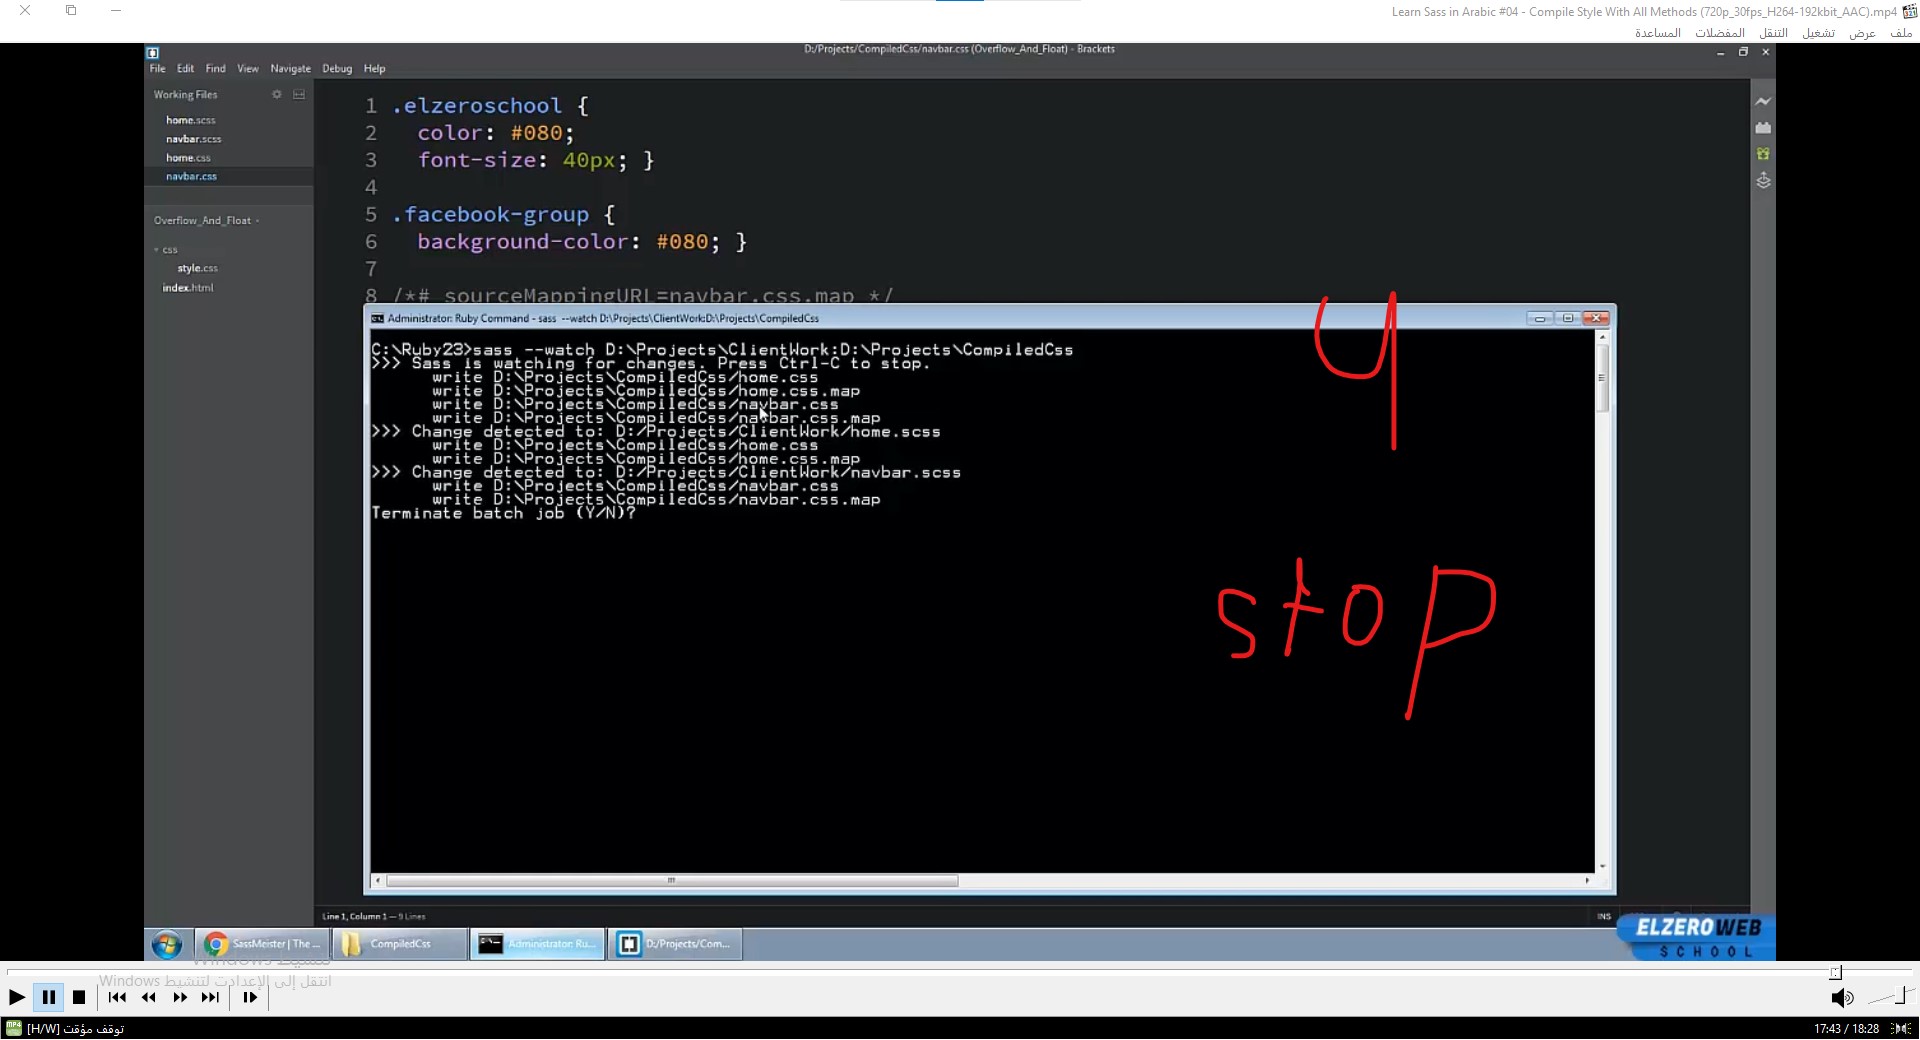 Learn Sass in Arabic #04 - Compile Style With All Methods (720p_30fps_H264-192kbit_AAC).mp4
ملف عرض تشغيل التنقل المفضلات المساعدة
D:/Projects/CompiledCss/navbar.css (Overflow_And_Float) - Brackets
File Edit Find View Navigate Debug Help
Working Files
home.scss
navbar.scss
home.css
navbar.css
Overflow_And_Float
css
style.css
index.html
1 .elzeroschool {
2 color: #080;
3 font-size: 40px; }
4
5 .facebook-group {
6 background-color: #080; }
7
8 /*# sourceMappingURL=navbar.css.map */
Administrator: Ruby Command - sass --watch D:\Projects\ClientWork:D:\Projects\CompiledCss
C:\Ruby23>sass --watch D:\Projects\ClientWork:D:\Projects\CompiledCss
>>> Sass is watching for changes. Press Ctrl-C to stop.
write D:\Projects\CompiledCss/home.css
write D:\Projects\CompiledCss/home.css.map
write D:\Projects\CompiledCss/navbar.css
write D:\Projects\CompiledCss/navbar.css.map
>>> Change detected to: D:/Projects/ClientWork/home.scss
write D:\Projects\CompiledCss/home.css
write D:\Projects\CompiledCss/home.css.map
>>> Change detected to: D:/Projects/ClientWork/navbar.scss
write D:\Projects\CompiledCss/navbar.css
write D:\Projects\CompiledCss/navbar.css.map
Terminate batch job (Y/N)?
y
stop
Line 1, Column 1 — 9 Lines
INS
ELZEROWEB
SCHOOL
SassMeister | The ...
CompiledCss
Administrator: Ru...
D:/Projects/Com...
تنشيط Windows
انتقل إلى الإعدادت لتنشيط Windows
توقف مؤقت [H/W]
17:43 / 18:28